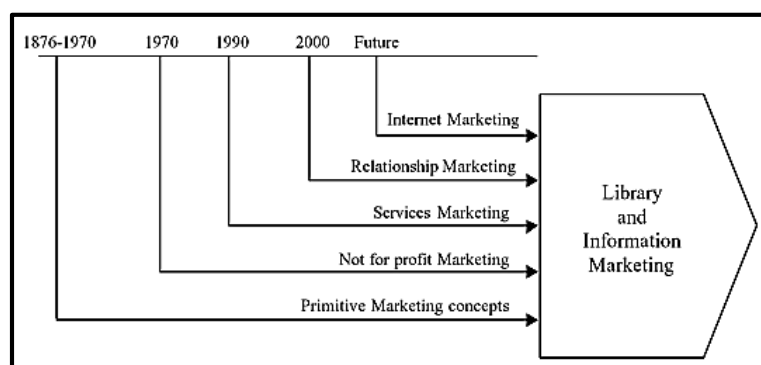 1876-1970 1970 1990 2000 Future
Internet Marketing
Relationship Marketing
Services Marketing
Not for profit Marketing
Primitive Marketing concepts
Library
and
Information
Marketing